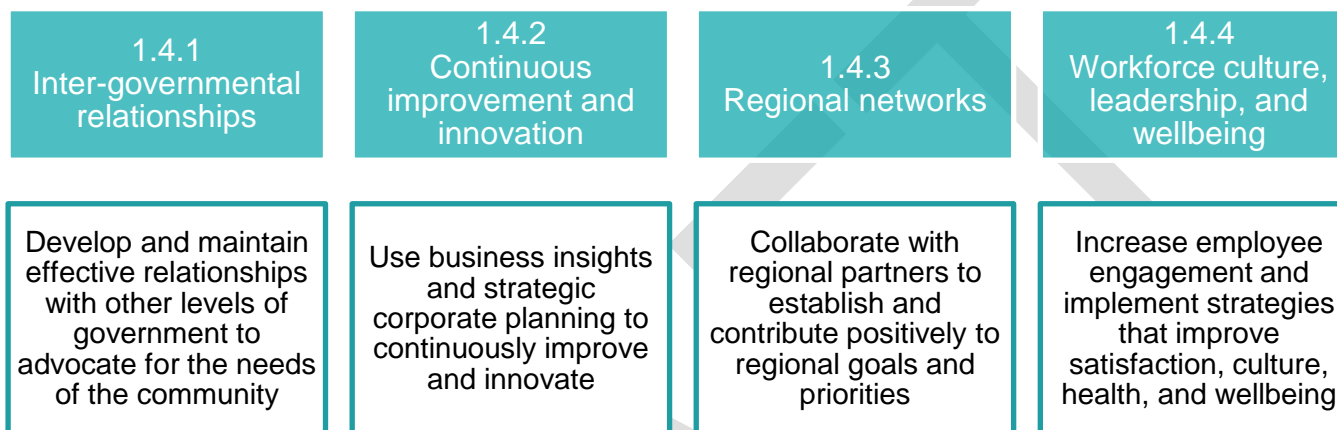 1.4.1
Inter-governmental
relationships
1.4.2
Continuous
improvement and
innovation
1.4.3
Regional networks
1.4.4
Workforce culture,
leadership, and
wellbeing
Develop and maintain
effective relationships
with other levels of
government to
advocate for the needs
of the community
Use business insights
and strategic
corporate planning to
continuously improve
and innovate
Collaborate with
regional partners to
establish and
contribute positively to
regional goals and
priorities
Increase employee
engagement and
implement strategies
that improve
satisfaction, culture,
health, and wellbeing